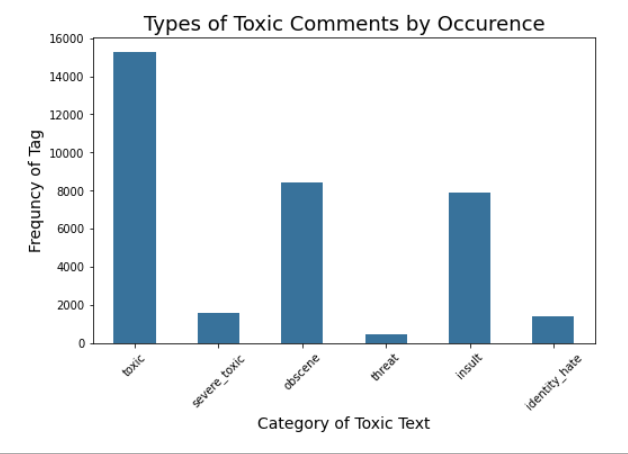 Types of Toxic Comments by Occurence
16000
14000
12000
10000
8000
6000
4000
2000
0
Frequncy of Tag
toxic
severe_toxic
obscene
threat
insult
identity_hate
Category of Toxic Text